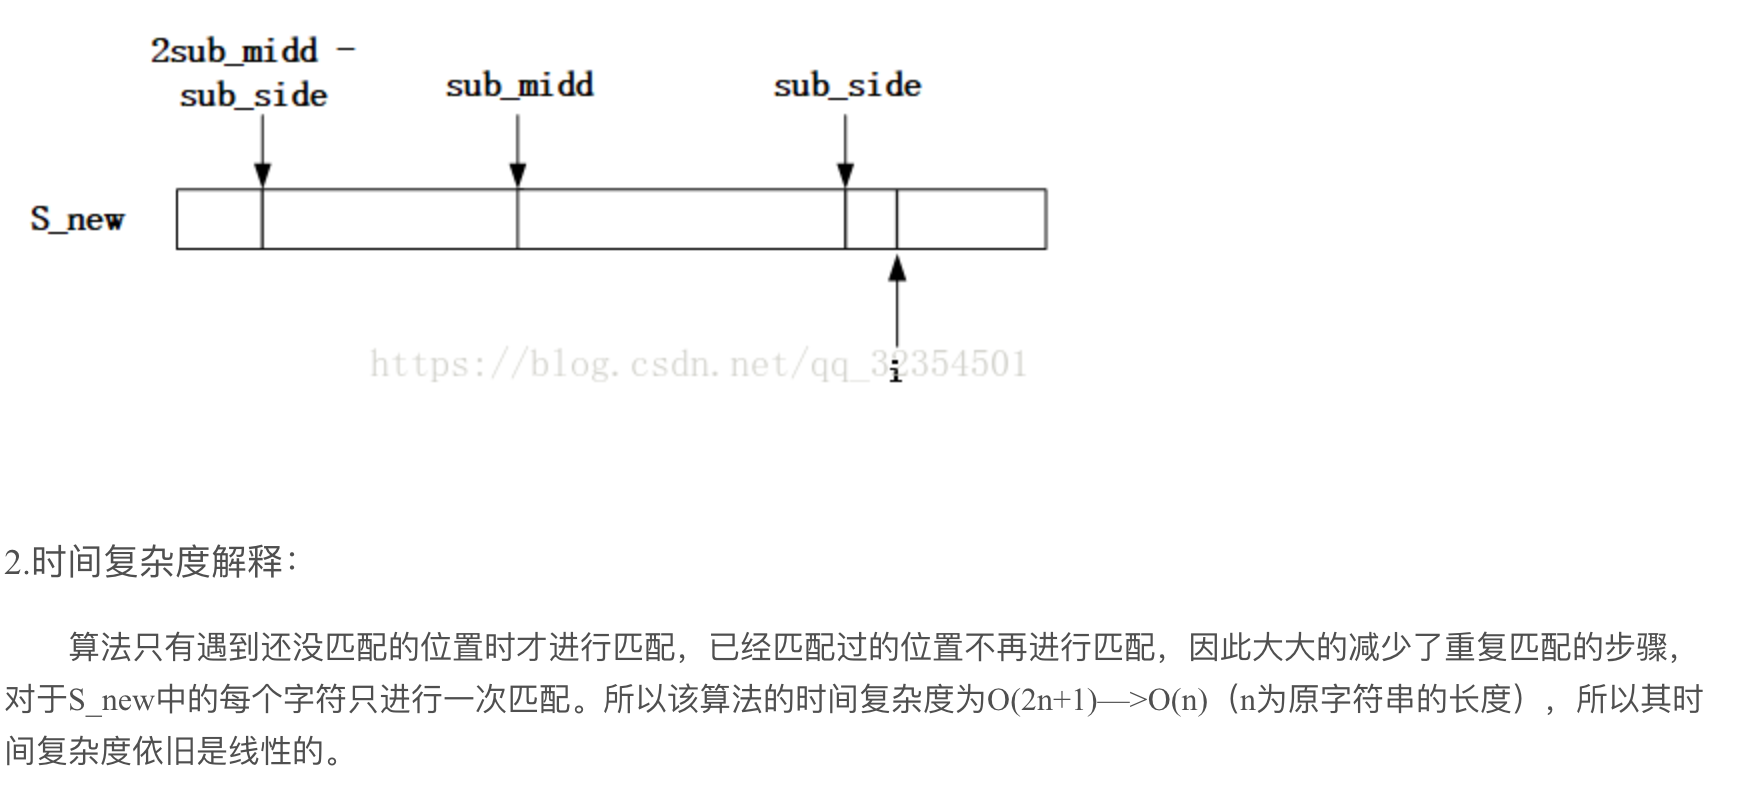 2sub_midd -
sub_side
sub_midd
sub_side
S_new
https://blog.csdn.net/qq_32354501
i
2.时间复杂度解释：
算法只有遇到还没匹配的位置时才进行匹配，已经匹配过的位置不再进行匹配，因此大大的减少了重复匹配的步骤，
对于S_new中的每个字符只进行一次匹配。所以该算法的时间复杂度为O(2n+1)—>O(n)（n为原字符串的长度），所以其时
间复杂度依旧是线性的。